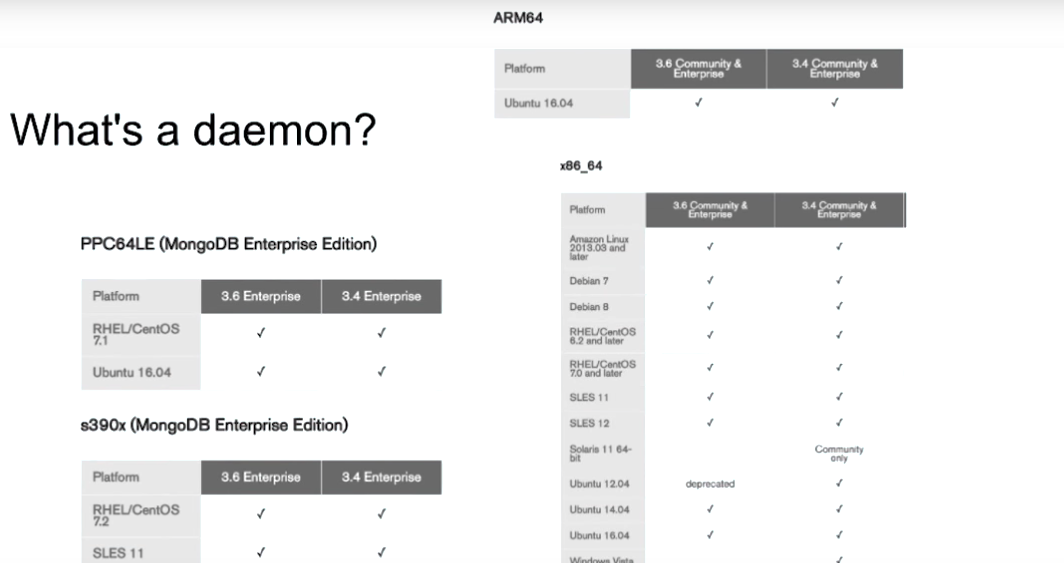 What's a daemon?
PPC64LE (MongoDB Enterprise Edition)
Platform 3.6 Enterprise 3.4 Enterprise
RHEL/CentOS
7.1 ✓ ✓
Ubuntu 16.04 ✓ ✓
s390x (MongoDB Enterprise Edition)
Platform 3.6 Enterprise 3.4 Enterprise
RHEL/CentOS
7.2 ✓ ✓
SLES 11 ✓ ✓
ARM64
Platform 3.6 Community & Enterprise 3.4 Community & Enterprise
Ubuntu 16.04 ✓ ✓
x86_64
Platform 3.6 Community & Enterprise 3.4 Community & Enterprise
Amazon Linux
2013.03 and
later ✓ ✓
Debian 7 ✓ ✓
Debian 8 ✓ ✓
RHEL/CentOS
6.2 and later ✓ ✓
RHEL/CentOS
7.0 and later ✓ ✓
SLES 11 ✓ ✓
SLES 12 ✓ ✓
Solaris 11 64-
bit Community only
Ubuntu 12.04 deprecated ✓
Ubuntu 14.04 ✓ ✓
Ubuntu 16.04 ✓ ✓
Windows Vista ✓